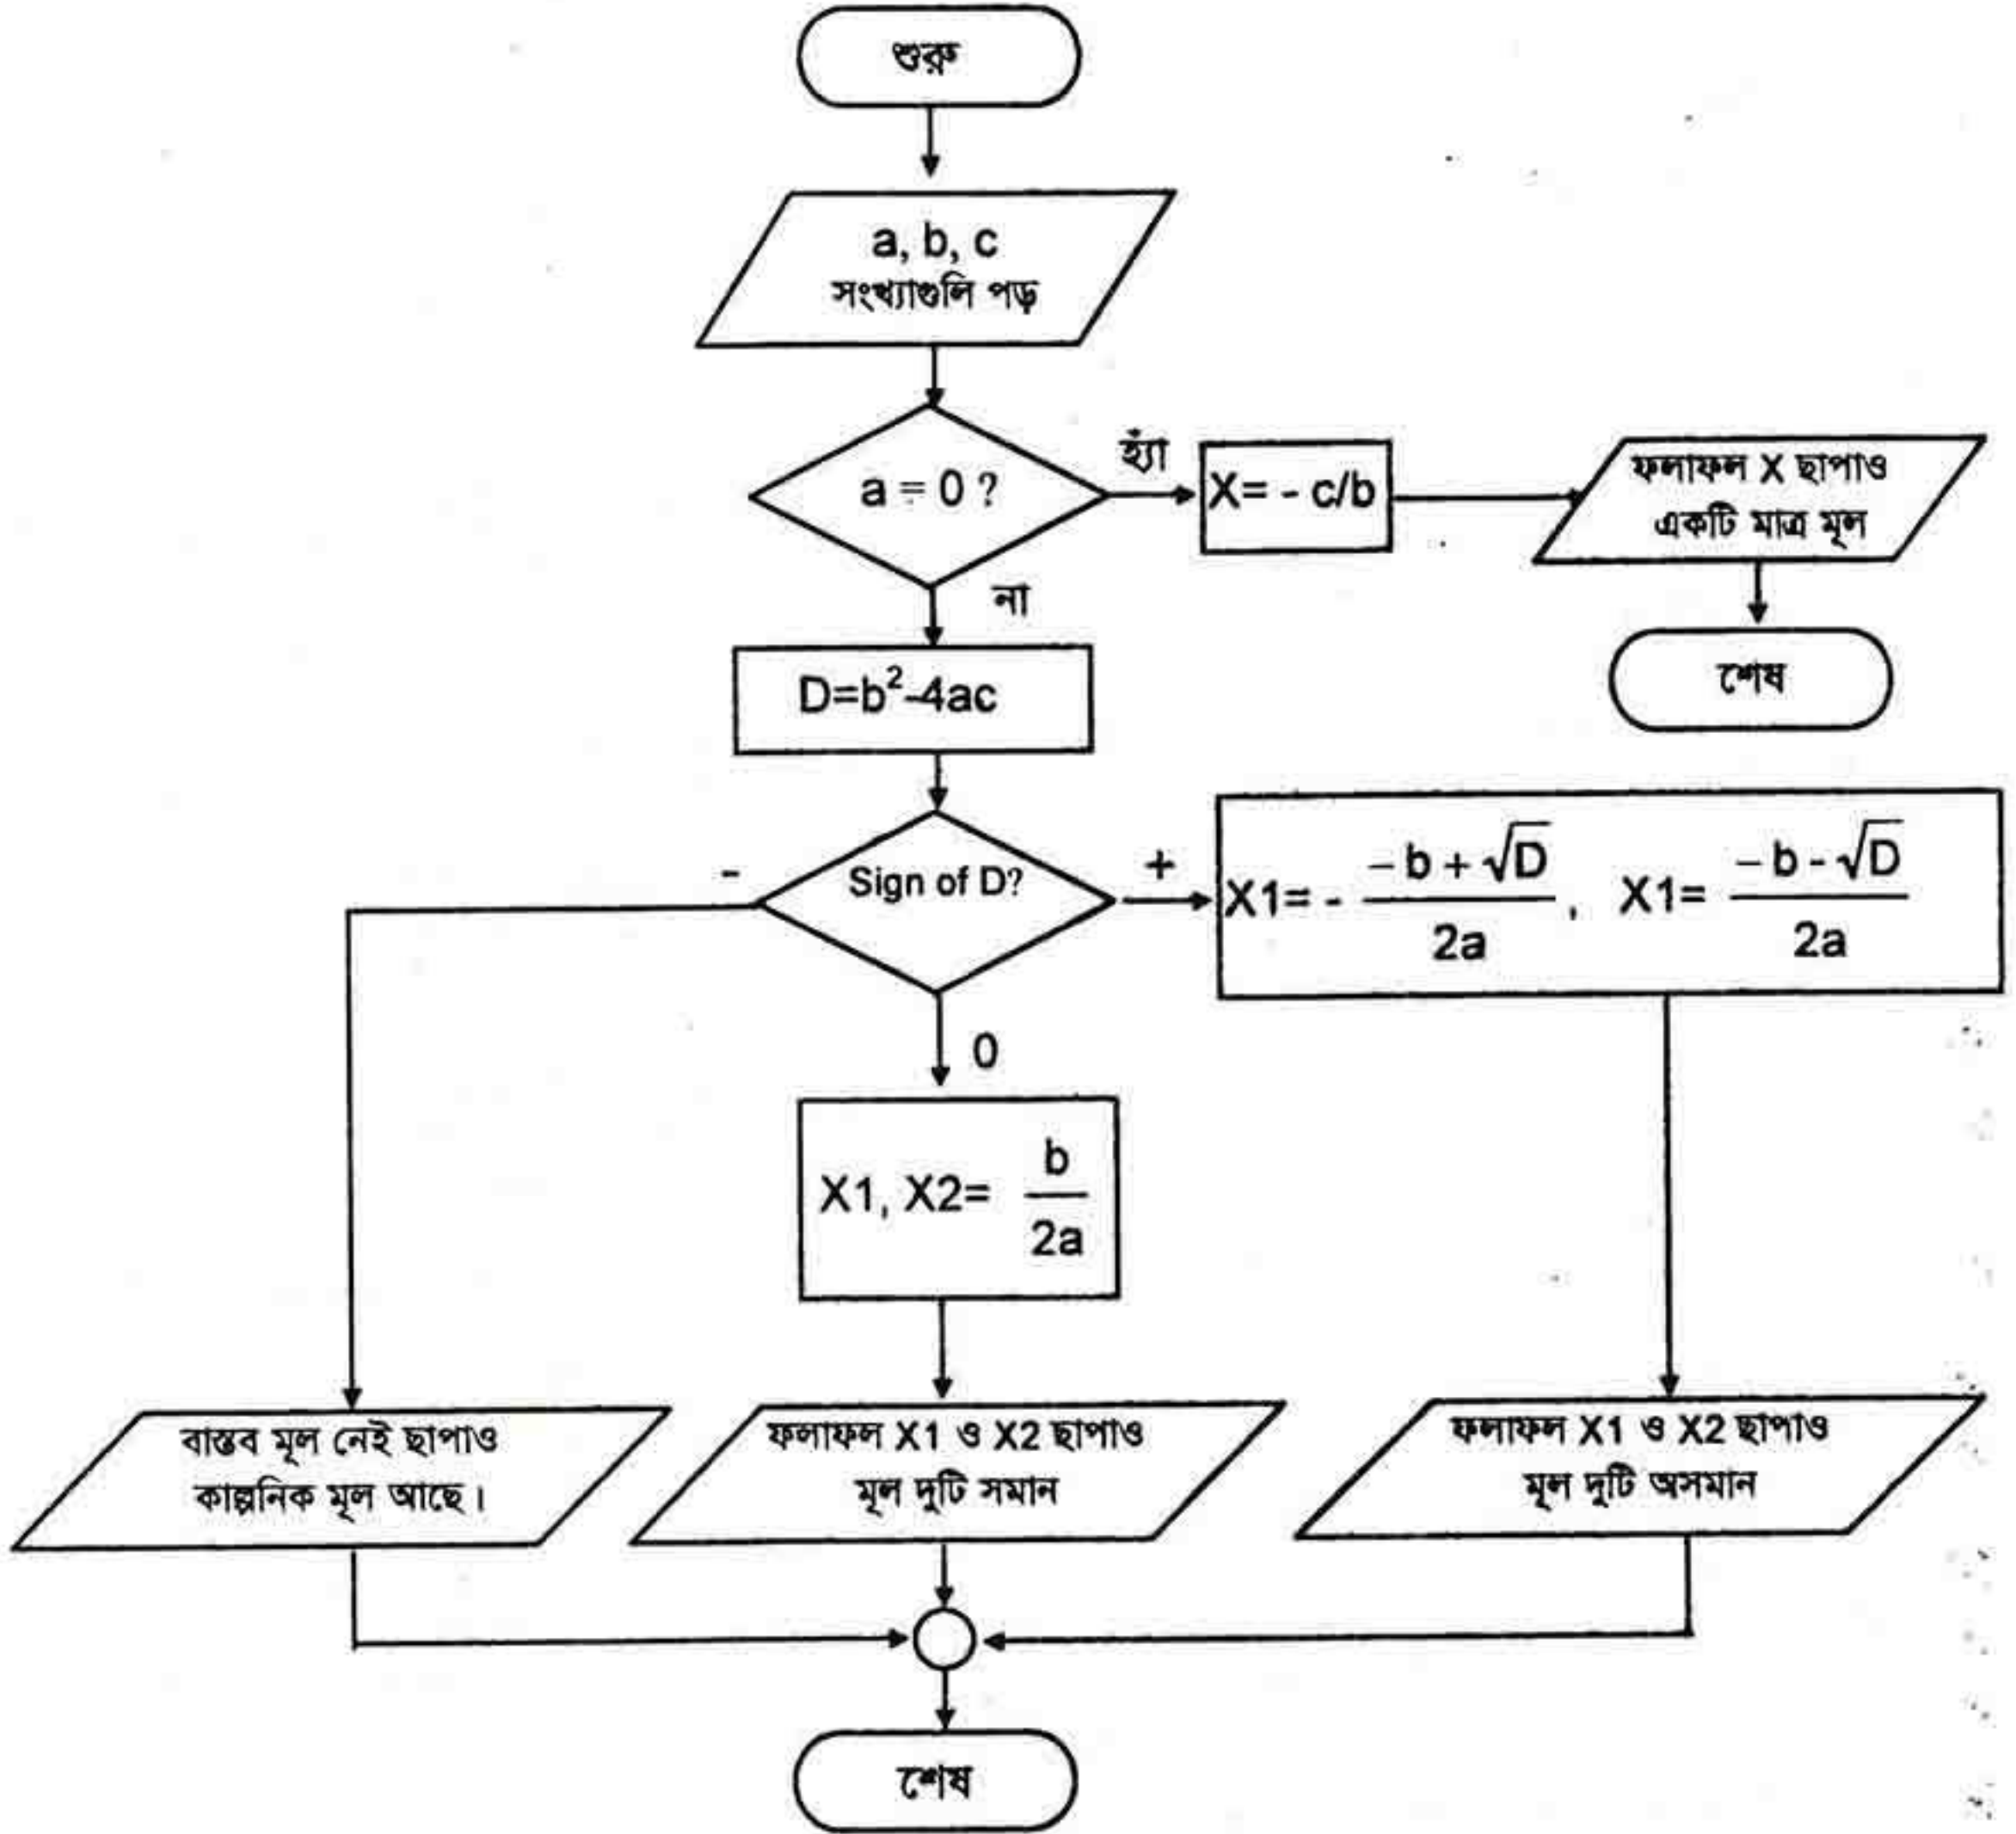 শুরু
a, b, c
সংখ্যাগুলি পড়
a = 0 ?
হ্যাঁ
X= - c/b
ফলাফল X ছাপাও
একটি মাত্র মূল
শেষ
না
D=b²-4ac
Sign of D?
-
+
X1= - (– b + √D)/2a, X1= (– b - √D)/2a
0
X1, X2= b/2a
বাস্তব মূল নেই ছাপাও
কাল্পনিক মূল আছে।
ফলাফল X1 ও X2 ছাপাও
মূল দুটি সমান
ফলাফল X1 ও X2 ছাপাও
মূল দুটি অসমান
শেষ